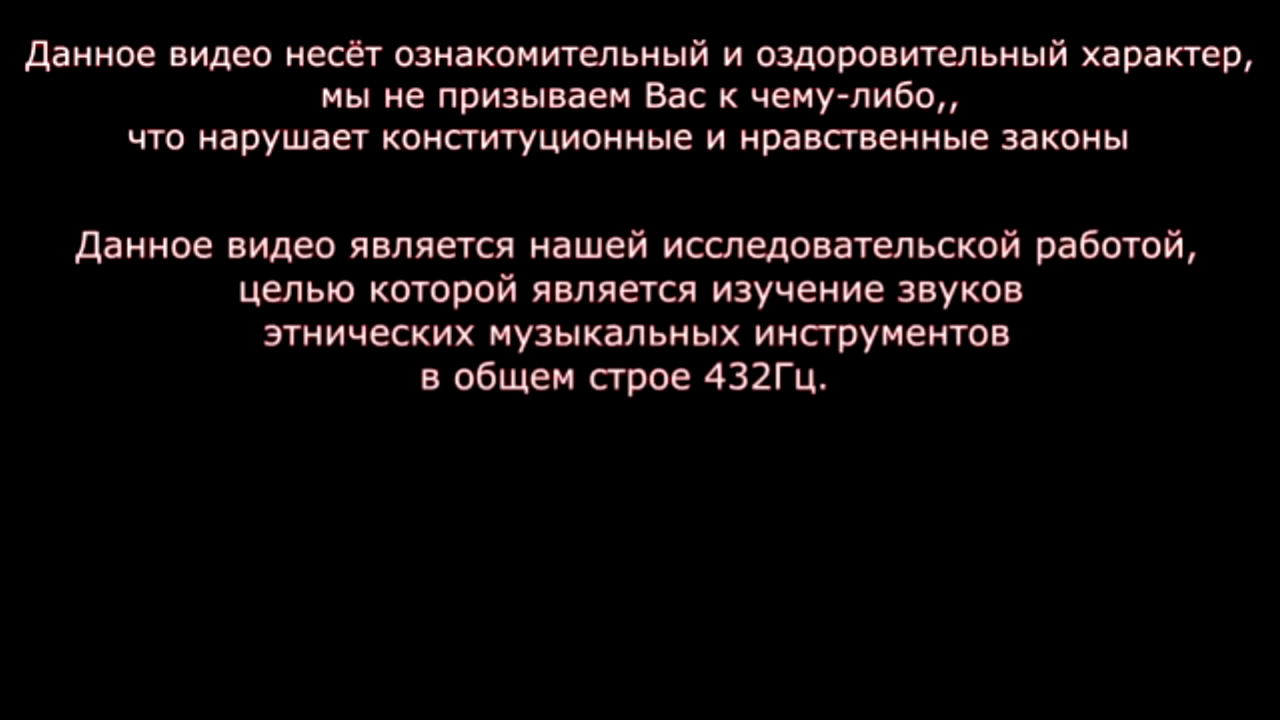 Данное видео несёт ознакомительный и оздоровительный характер,
мы не призываем Вас к чему-либо,,
что нарушает конституционные и нравственные законы
Данное видео является нашей исследовательской работой,
целью которой является изучение звуков
этнических музыкальных инструментов
в общем строе 432Гц.